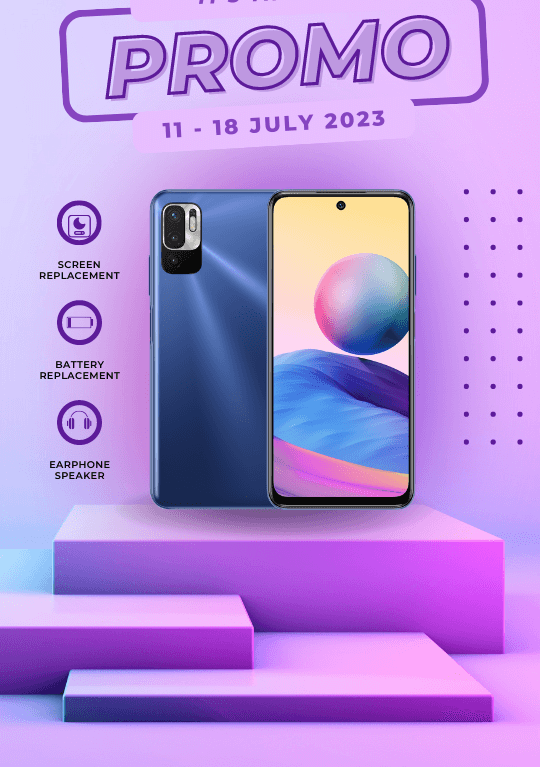 PROMO
11 - 18 JULY 2023
SCREEN
REPLACEMENT
BATTERY
REPLACEMENT
EARPHONE
SPEAKER